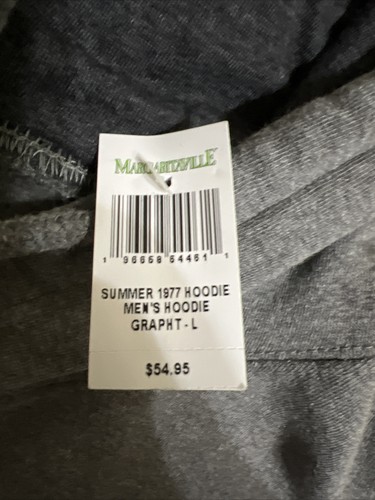 MARGARITAVILLE
1 96658 64461 1
SUMMER 1977 HOODIE
MEN'S HOODIE
GRAPHT - L
$54.95